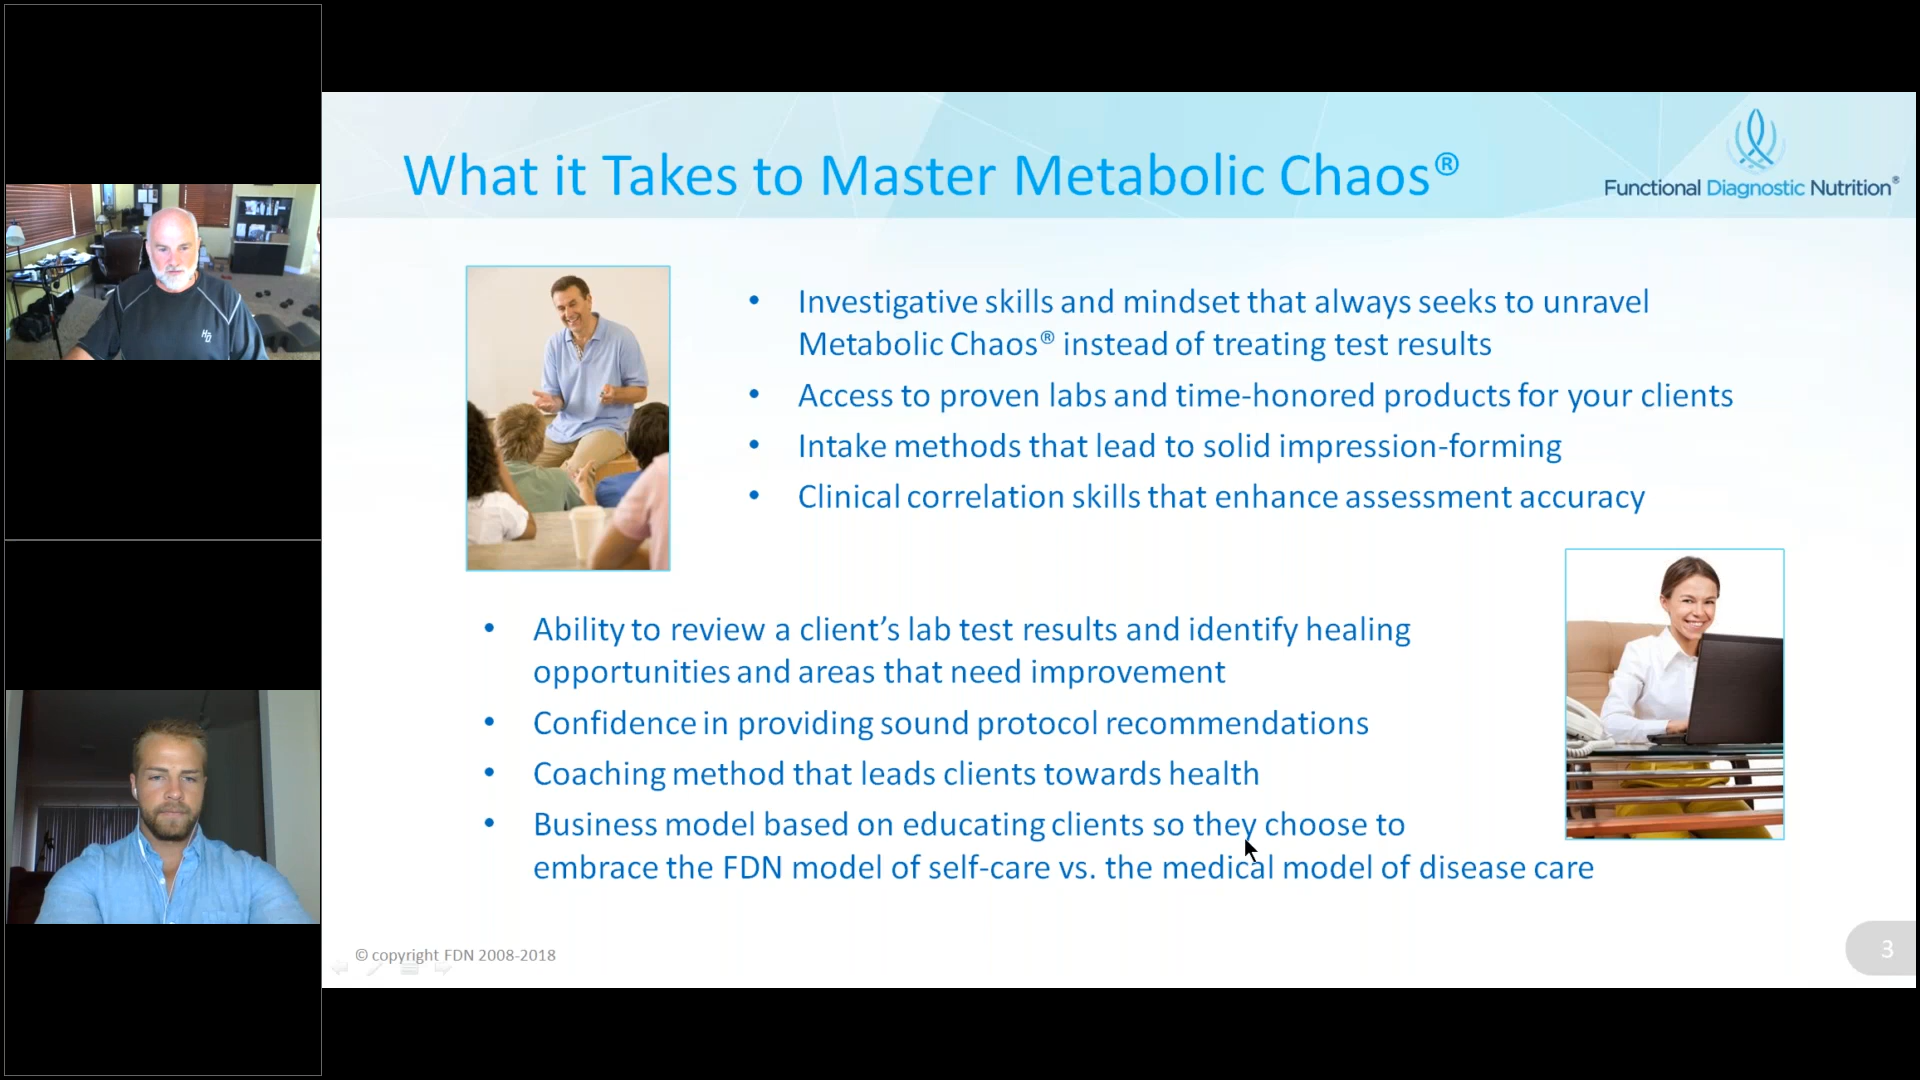 What it Takes to Master Metabolic Chaos®
Functional Diagnostic Nutrition®
• Investigative skills and mindset that always seeks to unravel
Metabolic Chaos® instead of treating test results
• Access to proven labs and time-honored products for your clients
• Intake methods that lead to solid impression-forming
• Clinical correlation skills that enhance assessment accuracy
• Ability to review a client’s lab test results and identify healing
opportunities and areas that need improvement
• Confidence in providing sound protocol recommendations
• Coaching method that leads clients towards health
• Business model based on educating clients so they choose to
embrace the FDN model of self-care vs. the medical model of disease care
© copyright FDN 2008-2018
3